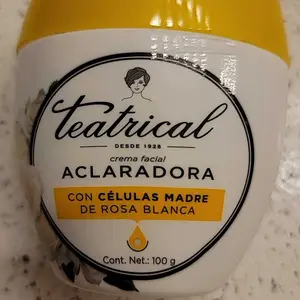 Teatrical
DESDE 1928
crema facial
ACLARADORA
CON CÉLULAS MADRE
DE ROSA BLANCA
Cont. Net.: 100 g